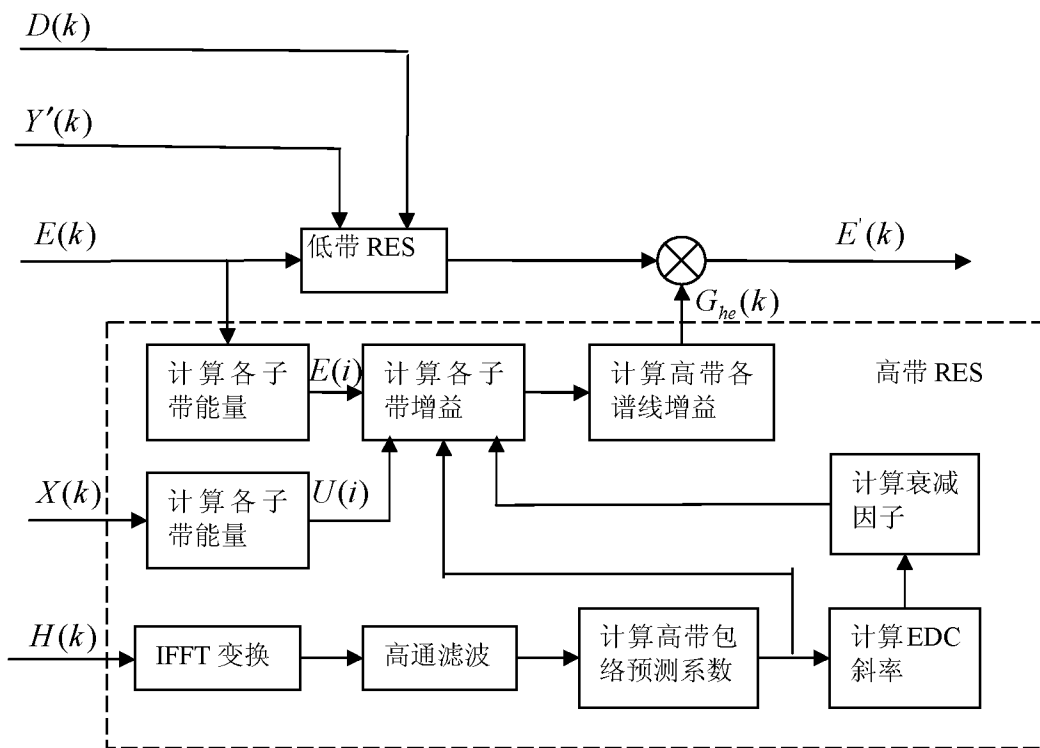 D(k)
Y′(k)
E(k)
低带 RES
E'(k)
G_he(k)
计算各子
带能量
E(i)
计算各子
带增益
计算高带各
谱线增益
高带 RES
X(k)
计算各子
带能量
U(i)
计算衰减
因子
H(k)
IFFT 变换
高通滤波
计算高带包
络预测系数
计算EDC
斜率